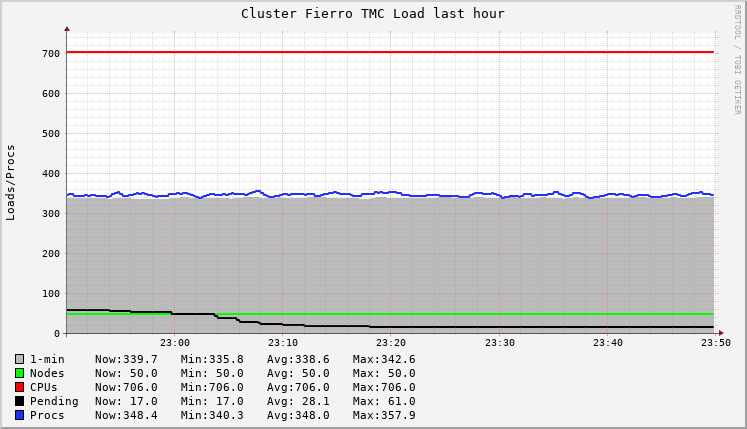 Cluster Fierro TMC Load last hour
RRDTOOL / TOBI OETIKER
Loads/Procs
700
600
500
400
300
200
100
0
23:00 23:10 23:20 23:30 23:40 23:50
1-min Now:339.7 Min:335.8 Avg:338.6 Max:342.6
Nodes Now: 50.0 Min: 50.0 Avg: 50.0 Max: 50.0
CPUs Now:706.0 Min:706.0 Avg:706.0 Max:706.0
Pending Now: 17.0 Min: 17.0 Avg: 28.1 Max: 61.0
Procs Now:348.4 Min:340.3 Avg:348.0 Max:357.9